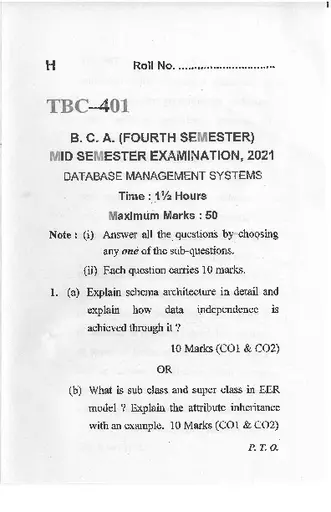 1
H Roll No. ..............................
TBC-401
B. C. A. (FOURTH SEMESTER)
MID SEMESTER EXAMINATION, 2021
DATABASE MANAGEMENT SYSTEMS
Time : 1½ Hours
Maximum Marks : 50
Note : (i) Answer all the questions by choosing
any one of the sub-questions.
(ii) Each question carries 10 marks.
1. (a) Explain schema architecture in detail and
explain how data independence is
achieved through it ?
10 Marks (CO1 & CO2)
OR
(b) What is sub class and super class in EER
model ? Explain the attribute inheritance
with an example. 10 Marks (CO1 & CO2)
P. T. O.